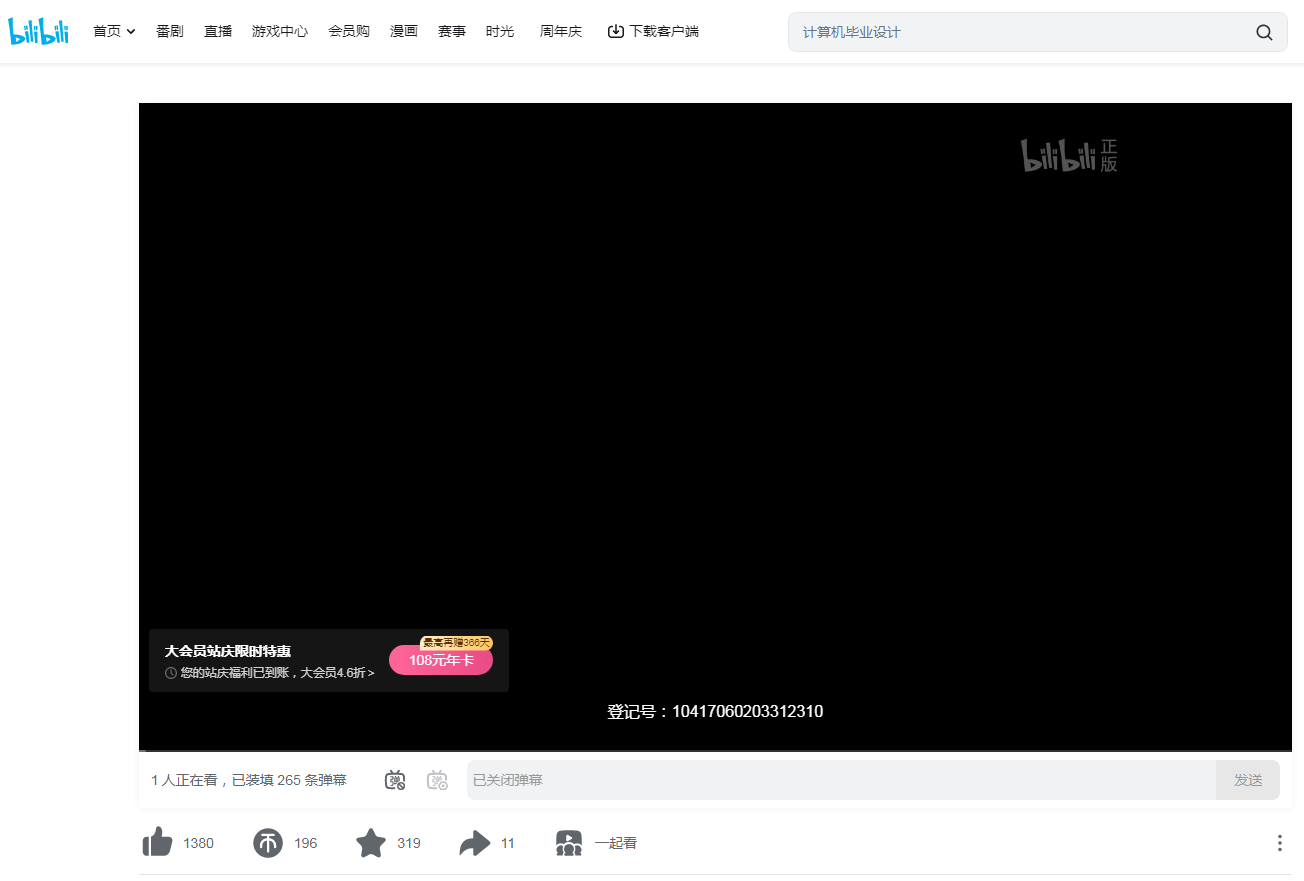 bilibili 首页 番剧 直播 游戏中心 会员购 漫画 赛事 时光 周年庆 下载客户端 计算机毕业设计
bilibili 正版
最高再赠366天
大会员站庆限时特惠
108元年卡
您的站庆福利已到账，大会员4.6折 >
登记号：10417060203312310
1 人正在看，已装填 265 条弹幕 弹 弹 已关闭弹幕 发送
1380 币 196 319 11 一起看